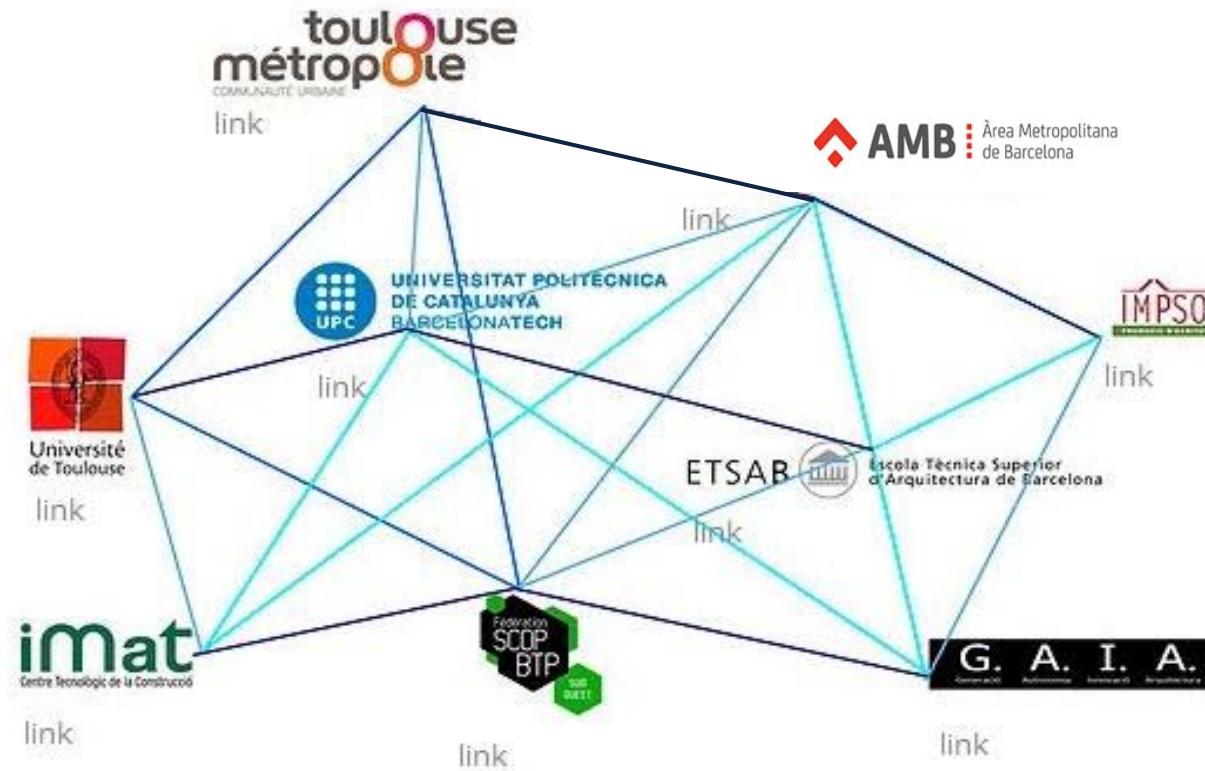 toulouse
métropole
COMMUNAUTÉ URBAINE
link
AMB
Àrea Metropolitana
de Barcelona
link
UPC
UNIVERSITAT POLITÈCNICA
DE CATALUNYA
BARCELONATECH
link
IMPSO
link
Université
de Toulouse
link
ETSAB
Escola Tècnica Superior
d'Arquitectura de Barcelona
link
iMat
Centre Tecnològic de la Construcció
link
Fédération
SCOP
BTP
SUD
OUEST
link
G. A. I. A.
link